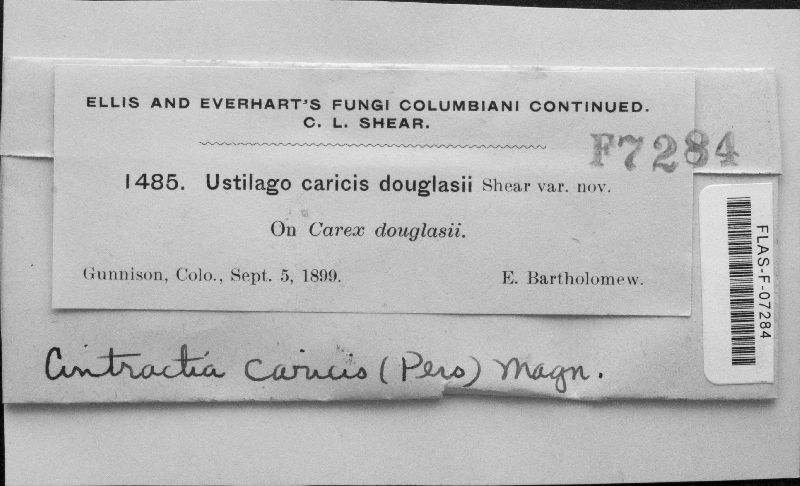 ELLIS AND EVERHART'S FUNGI COLUMBIANI CONTINUED.
C. L. SHEAR.
F7284
1485. Ustilago caricis douglasii Shear var. nov.
On Carex douglasii.
Gunnison, Colo., Sept. 5, 1899. E. Bartholomew.
FLAS-F-07284
Cintractia caricis (Pers) Magn.